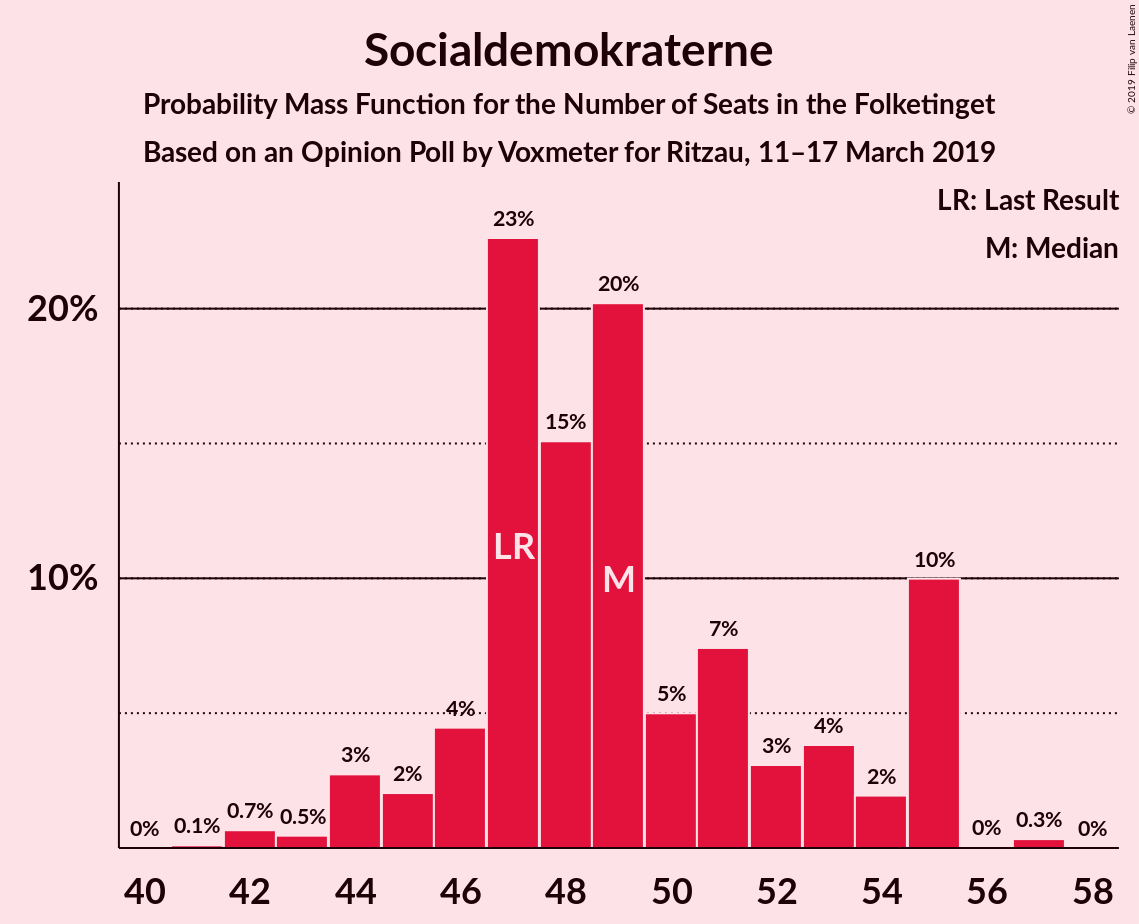 Socialdemokraterne
Probability Mass Function for the Number of Seats in the Folketinget
Based on an Opinion Poll by Voxmeter for Ritzau, 11–17 March 2019
© 2019 Filip van Laenen
LR: Last Result
M: Median
20%
10%
0%
0.1%
0.7%
0.5%
3%
2%
4%
23%
15%
20%
5%
7%
3%
4%
2%
10%
0%
0.3%
0%
LR
M
40 42 44 46 48 50 52 54 56 58